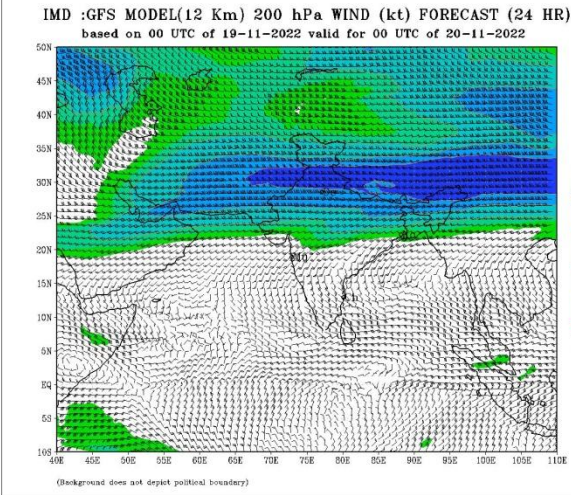 IMD :GFS MODEL(12 Km) 200 hPa WIND (kt) FORECAST (24 HR)
based on 00 UTC of 19-11-2022 valid for 00 UTC of 20-11-2022
50N
45N
40N
35N
30N
25N
20N
15N
10N
5N
EQ
5S
10S
40E 45E 50E 55E 60E 65E 70E 75E 80E 85E 90E 95E 100E 105E 110E
(Background does not depict political boundary)